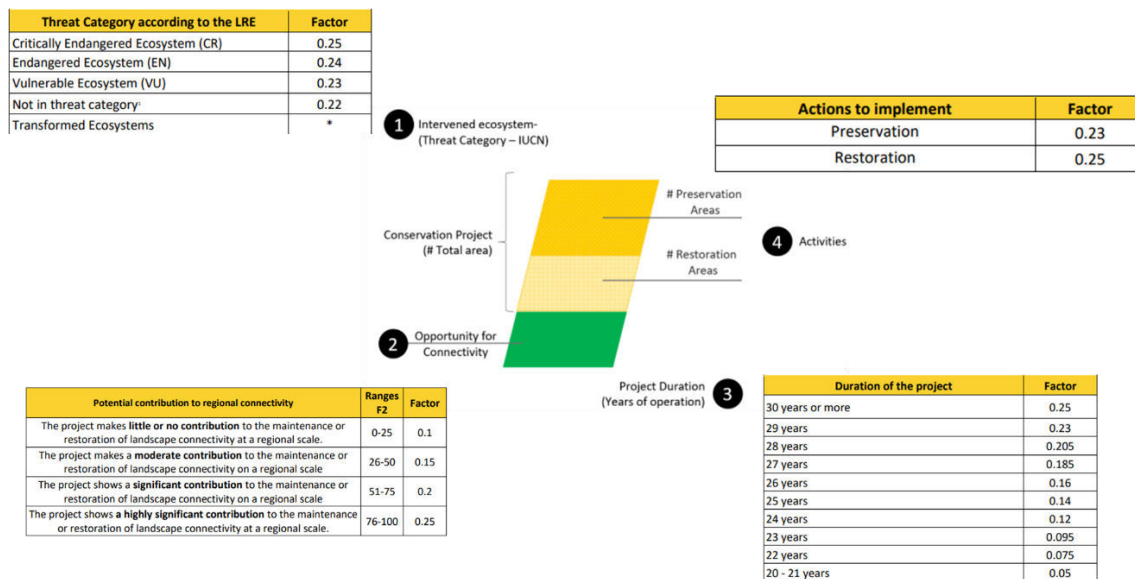 Threat Category according to the LRE Factor
Critically Endangered Ecosystem (CR) 0.25
Endangered Ecosystem (EN) 0.24
Vulnerable Ecosystem (VU) 0.23
Not in threat category 0.22
Transformed Ecosystems *
1 Intervened ecosystem-
(Threat Category – IUCN)
Actions to implement Factor
Preservation 0.23
Restoration 0.25
# Preservation
Areas
Conservation Project
(# Total area)
4 Activities
# Restoration
Areas
2 Opportunity for
Connectivity
Project Duration
(Years of operation) 3
Potential contribution to regional connectivity Ranges F2 Factor
The project makes little or no contribution to the maintenance or
restoration of landscape connectivity at a regional scale. 0-25 0.1
The project makes a moderate contribution to the maintenance or
restoration of landscape connectivity on a regional scale 26-50 0.15
The project shows a significant contribution to the maintenance or
restoration of landscape connectivity on a regional scale 51-75 0.2
The project shows a highly significant contribution to the maintenance
or restoration of landscape connectivity at a regional scale. 76-100 0.25
Duration of the project Factor
30 years or more 0.25
29 years 0.23
28 years 0.205
27 years 0.185
26 years 0.16
25 years 0.14
24 years 0.12
23 years 0.095
22 years 0.075
20 - 21 years 0.05